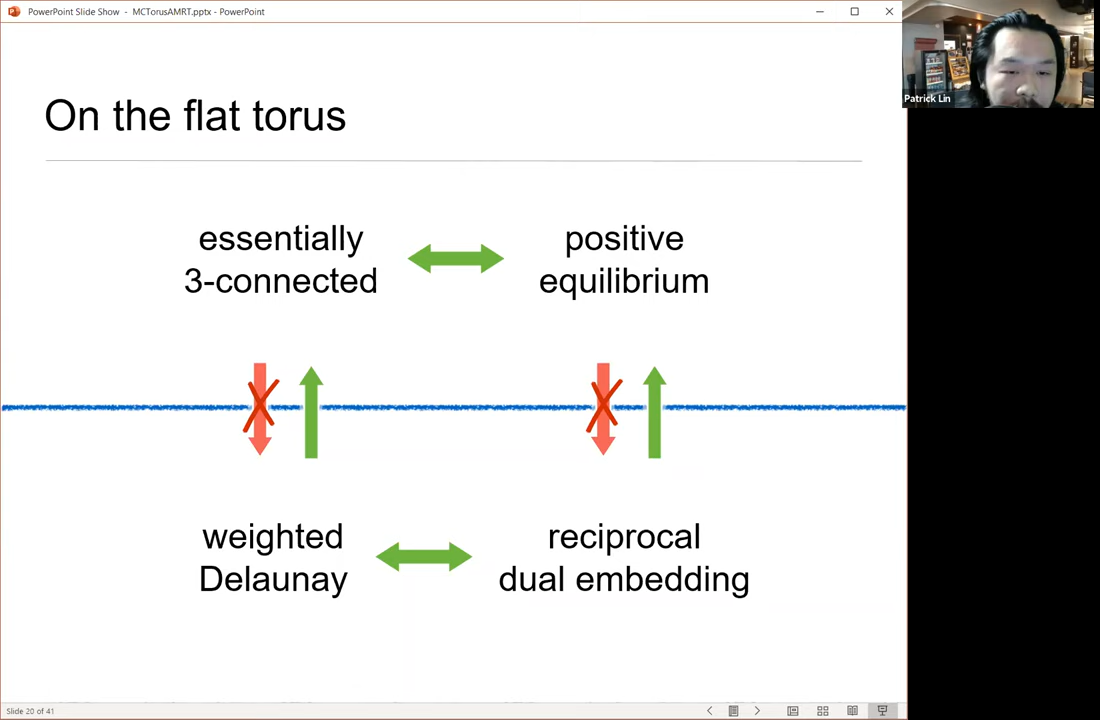 PowerPoint Slide Show - MCTorusAMRT.pptx - PowerPoint
Patrick Lin
On the flat torus
essentially
3-connected
positive
equilibrium
weighted
Delaunay
reciprocal
dual embedding
Slide 20 of 41